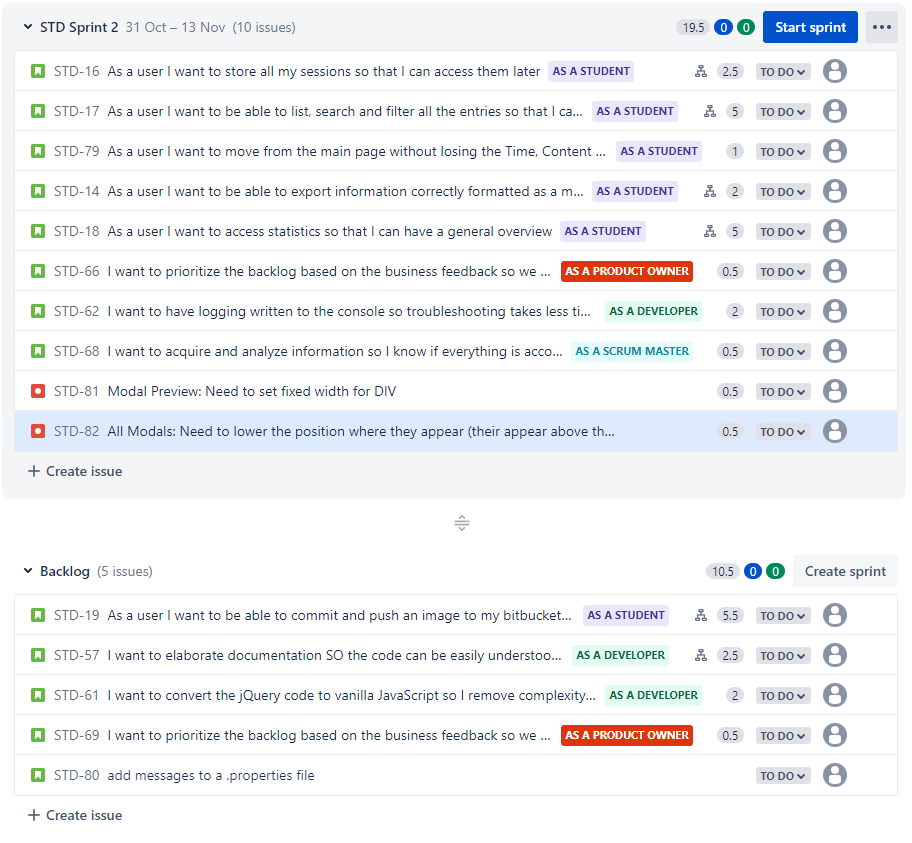 STD Sprint 2 31 Oct – 13 Nov (10 issues) 19.5 0 0 Start sprint
STD-16 As a user I want to store all my sessions so that I can access them later AS A STUDENT 2.5 TO DO
STD-17 As a user I want to be able to list, search and filter all the entries so that I ca... AS A STUDENT 5 TO DO
STD-79 As a user I want to move from the main page without losing the Time, Content ... AS A STUDENT 1 TO DO
STD-14 As a user I want to be able to export information correctly formatted as a m... AS A STUDENT 2 TO DO
STD-18 As a user I want to access statistics so that I can have a general overview AS A STUDENT 5 TO DO
STD-66 I want to prioritize the backlog based on the business feedback so we ... AS A PRODUCT OWNER 0.5 TO DO
STD-62 I want to have logging written to the console so troubleshooting takes less ti... AS A DEVELOPER 2 TO DO
STD-68 I want to acquire and analyze information so I know if everything is acco... AS A SCRUM MASTER 0.5 TO DO
STD-81 Modal Preview: Need to set fixed width for DIV 0.5 TO DO
STD-82 All Modals: Need to lower the position where they appear (their appear above th... 0.5 TO DO
+ Create issue
Backlog (5 issues) 10.5 0 0 Create sprint
STD-19 As a user I want to be able to commit and push an image to my bitbucket... AS A STUDENT 5.5 TO DO
STD-57 I want to elaborate documentation SO the code can be easily understoo... AS A DEVELOPER 2.5 TO DO
STD-61 I want to convert the jQuery code to vanilla JavaScript so I remove complexity... AS A DEVELOPER 2 TO DO
STD-69 I want to prioritize the backlog based on the business feedback so we ... AS A PRODUCT OWNER 0.5 TO DO
STD-80 add messages to a .properties file TO DO
+ Create issue